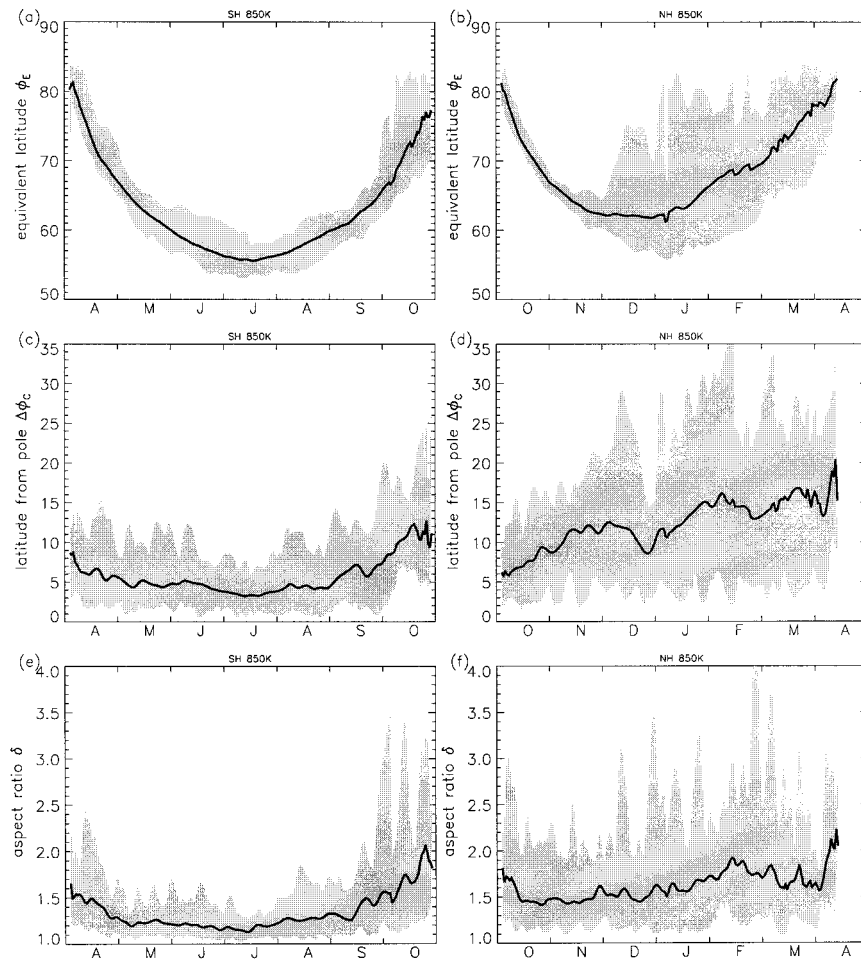 (a) SH 850K
equivalent latitude ϕE
90
80
70
60
50
A M J J A S O
(b) NH 850K
equivalent latitude ϕE
90
80
70
60
50
O N D J F M A
(c) SH 850K
latitude from pole Δϕc
35
30
25
20
15
10
5
0
A M J J A S O
(d) NH 850K
latitude from pole Δϕc
35
30
25
20
15
10
5
0
O N D J F M A
(e) SH 850K
aspect ratio δ
4.0
3.5
3.0
2.5
2.0
1.5
1.0
A M J J A S O
(f) NH 850K
aspect ratio δ
4.0
3.5
3.0
2.5
2.0
1.5
1.0
O N D J F M A